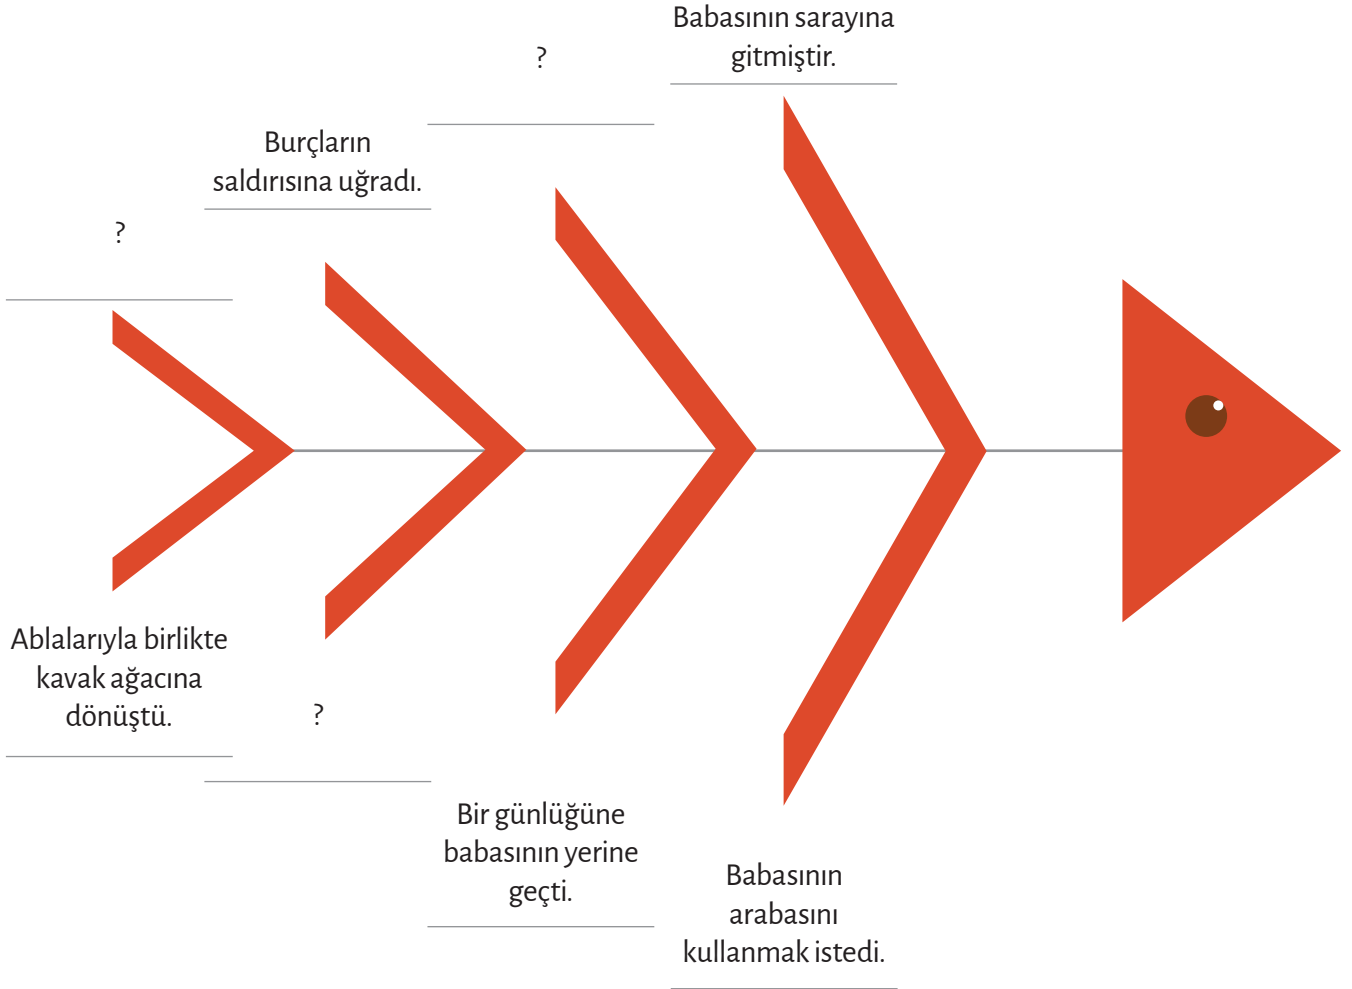 Babasının sarayına
gitmiştir.
?
Burçların
saldırısına uğradı.
?
Ablalarıyla birlikte
kavak ağacına
dönüştü.
?
Bir günlüğüne
babasının yerine
geçti.
Babasının
arabasını
kullanmak istedi.